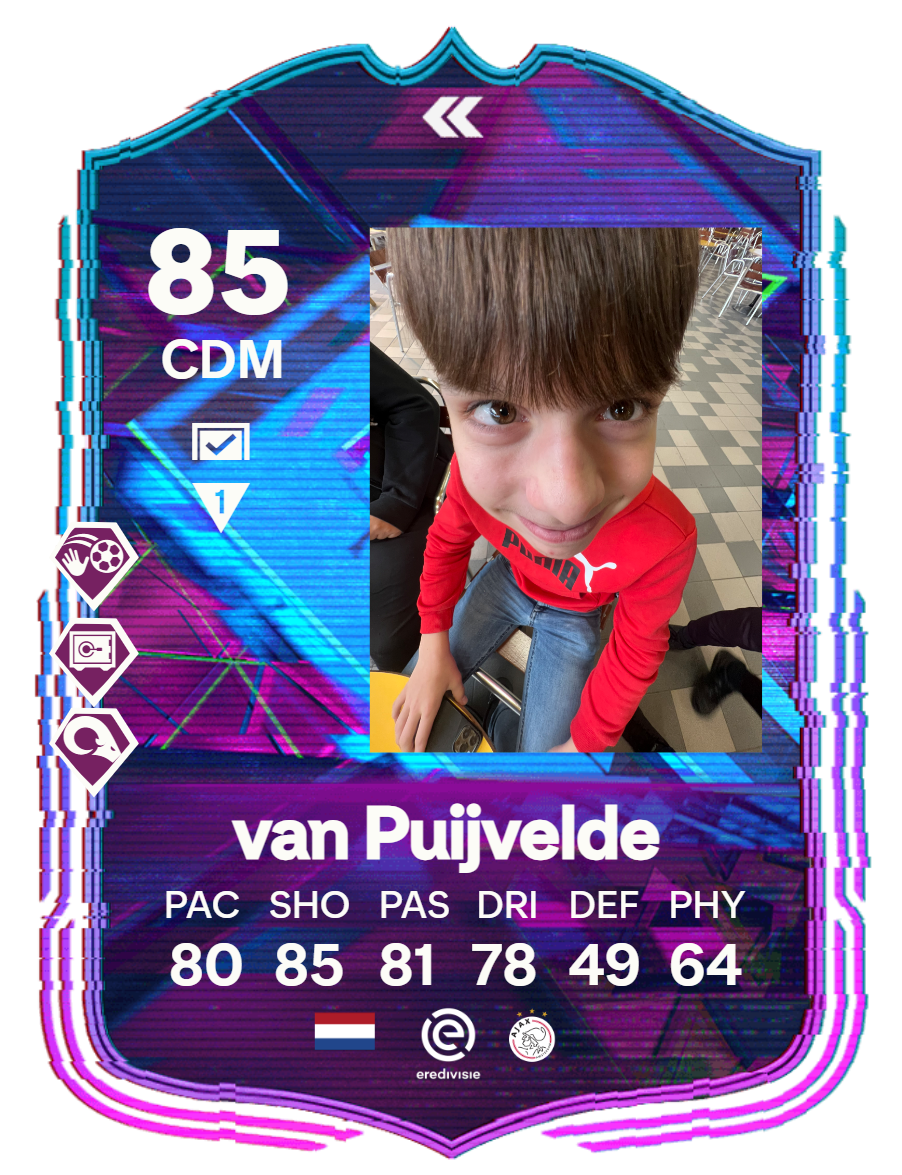 85
CDM
1
PUMA
van Puijvelde
PAC SHO PAS DRI DEF PHY
80 85 81 78 49 64
eredivisie
AJAX